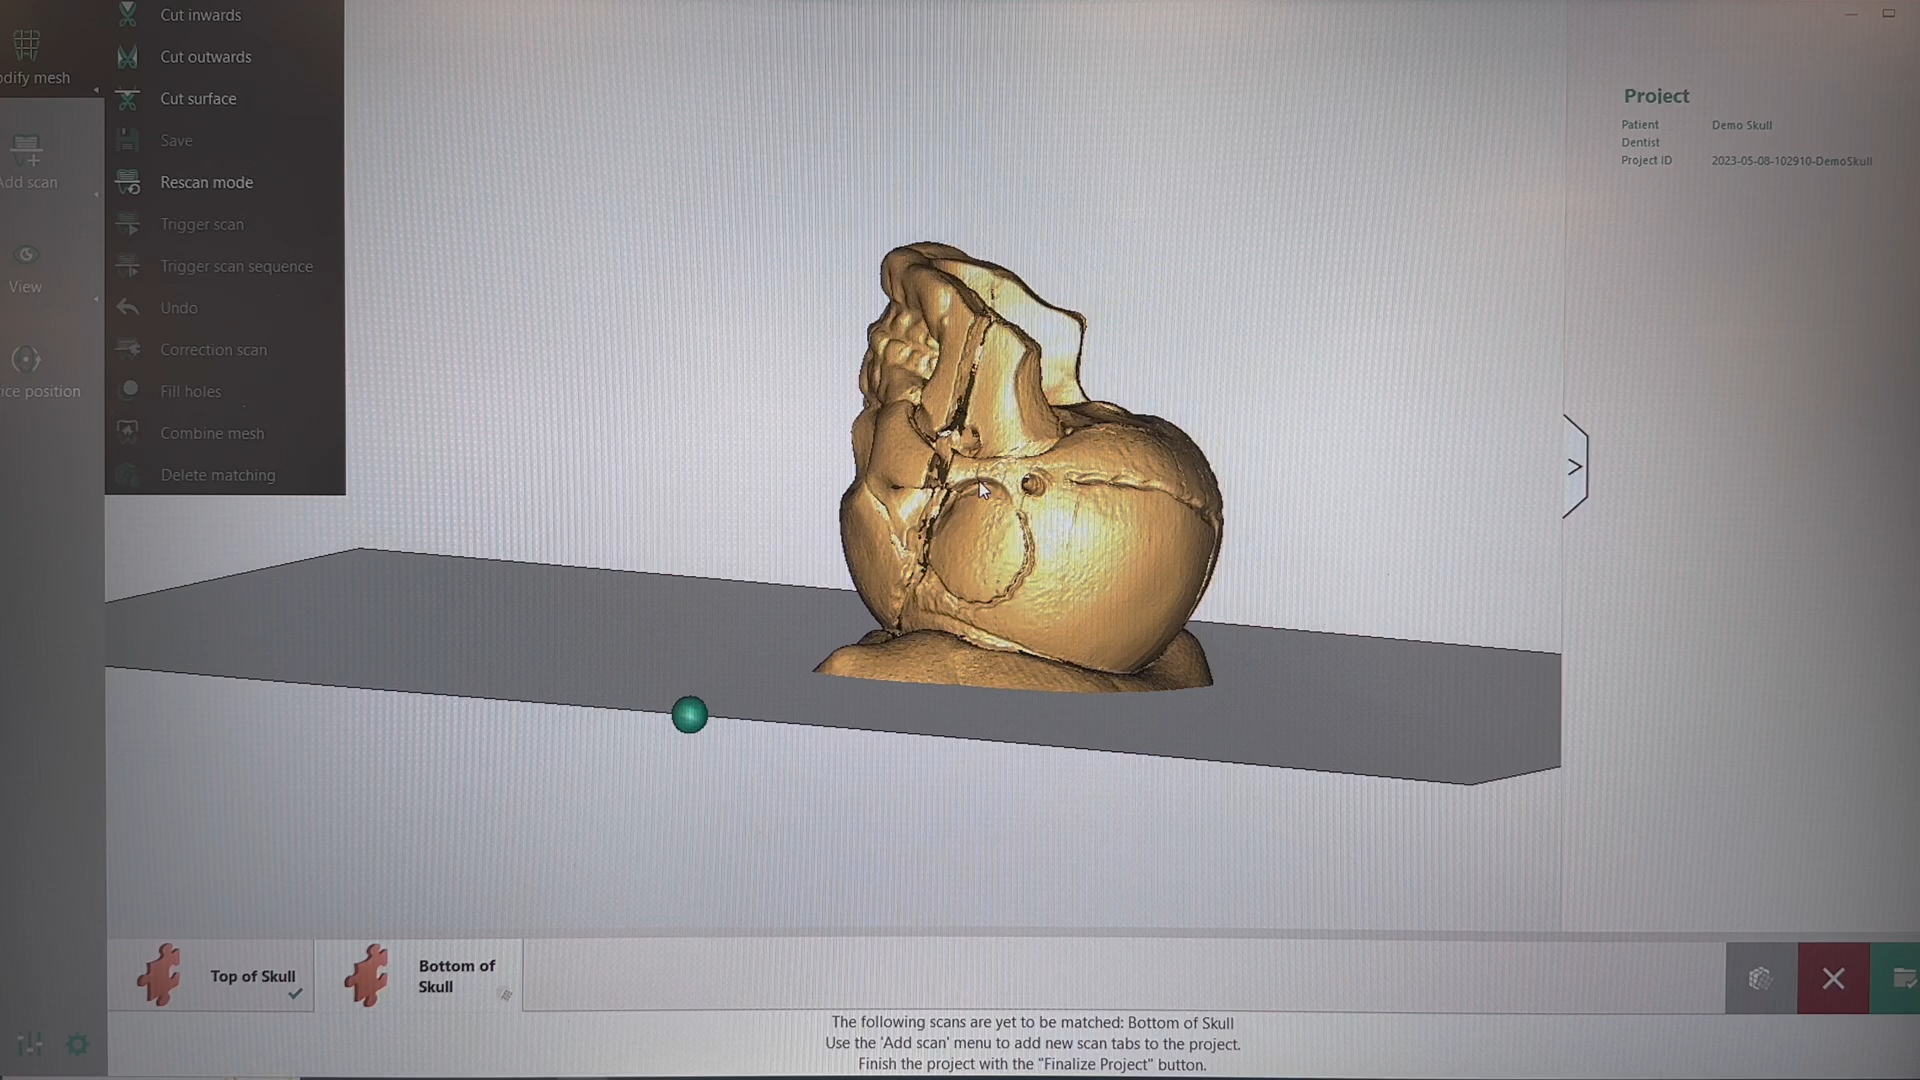 Cut inwards
Cut outwards
Cut surface
Save
Rescan mode
Trigger scan
Trigger scan sequence
Undo
Correction scan
Fill holes
Combine mesh
Delete matching
odify mesh
Add scan
View
ice position
Project
Patient Demo Skull
Dentist
Project ID 2023-05-08-102910-DemoSkull
Top of Skull
Bottom of
Skull
The following scans are yet to be matched: Bottom of Skull
Use the 'Add scan' menu to add new scan tabs to the project.
Finish the project with the "Finalize Project" button.